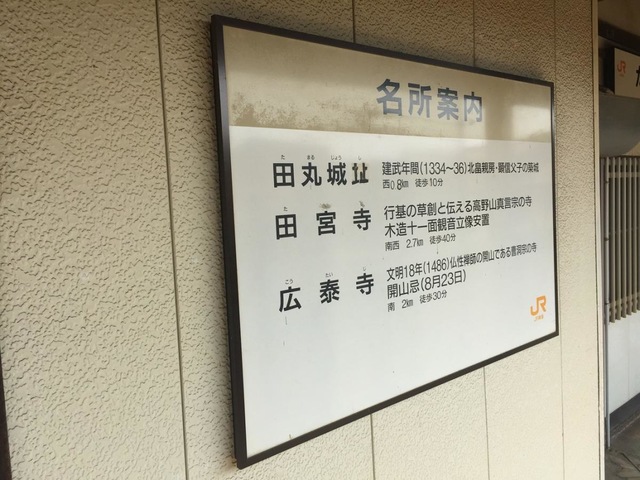 名所案内
た まる じょう し
田丸城址 建武年間(1334〜36)北畠親房・顕信父子の築城
西0.8㎞ 徒歩10分
田宮寺 行基の草創と伝える高野山真言宗の寺
木造十一面観音立像安置
南西 2.7㎞ 徒歩40分
こう たい じ
広泰寺 文明18年(1486)仏性禅師の開山である曹洞宗の寺
開山忌(8月23日)
南 2㎞ 徒歩30分
JR
JR